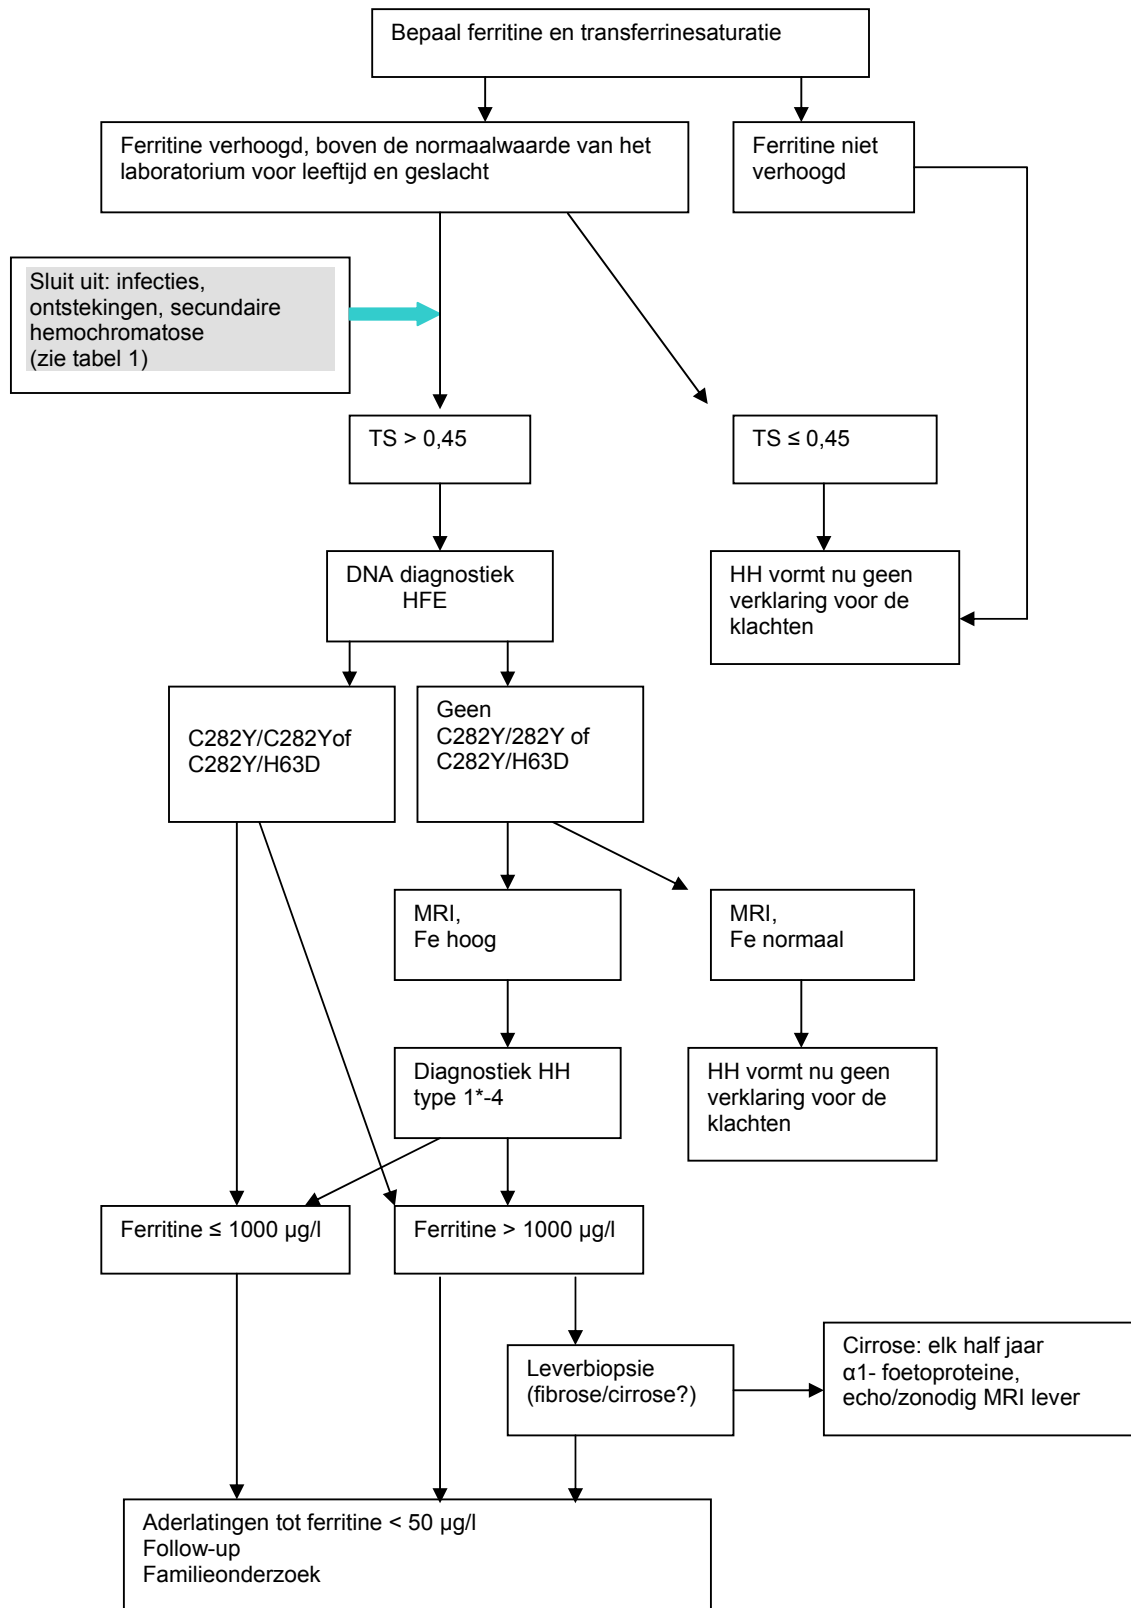 Bepaal ferritine en transferrinesaturatie
Ferritine verhoogd, boven de normaalwaarde van het
laboratorium voor leeftijd en geslacht
Ferritine niet
verhoogd
Sluit uit: infecties,
ontstekingen, secundaire
hemochromatose
(zie tabel 1)
TS > 0,45
TS ≤ 0,45
DNA diagnostiek
HFE
HH vormt nu geen
verklaring voor de
klachten
C282Y/C282Yof
C282Y/H63D
Geen
C282Y/282Y of
C282Y/H63D
MRI,
Fe hoog
MRI,
Fe normaal
Diagnostiek HH
type 1*-4
HH vormt nu geen
verklaring voor de
klachten
Ferritine ≤ 1000 µg/l
Ferritine > 1000 µg/l
Leverbiopsie
(fibrose/cirrose?)
Cirrose: elk half jaar
α1- foetoproteine,
echo/zonodig MRI lever
Aderlatingen tot ferritine < 50 µg/l
Follow-up
Familieonderzoek